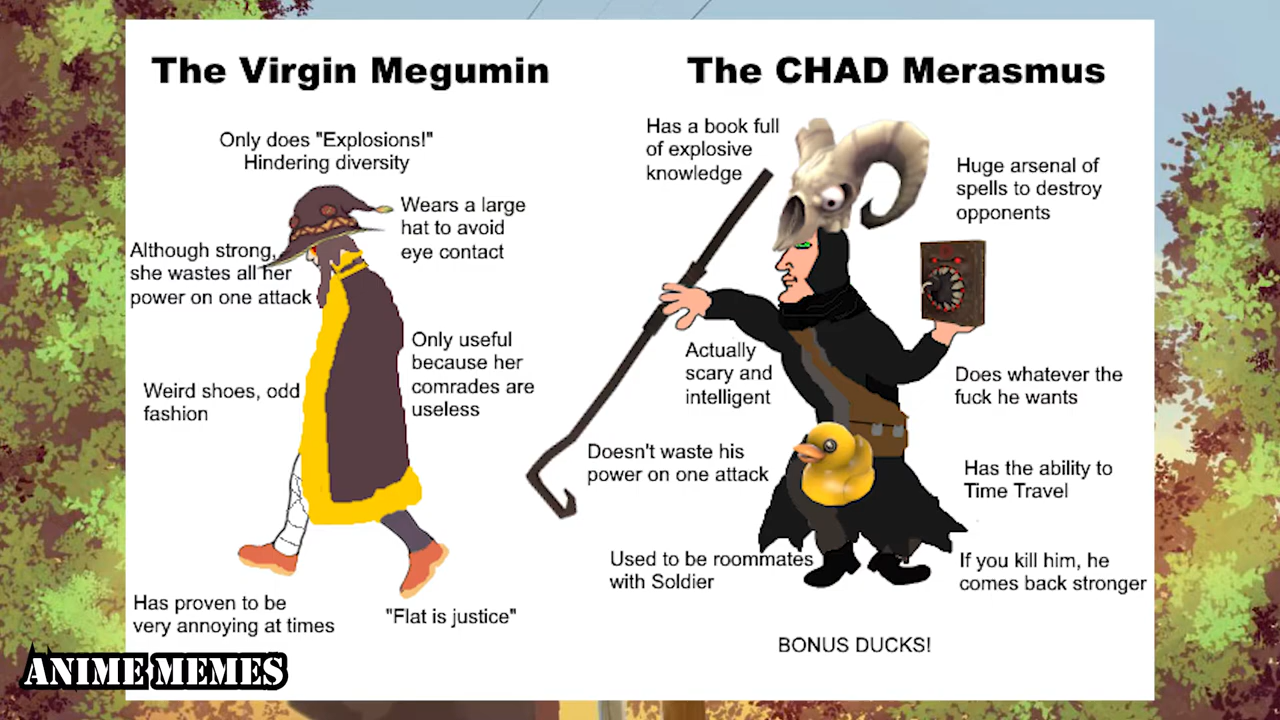 The Virgin Megumin
Only does "Explosions!"
Hindering diversity
Wears a large
hat to avoid
eye contact
Although strong,
she wastes all her
power on one attack
Only useful
because her
comrades are
useless
Weird shoes, odd
fashion
Has proven to be
very annoying at times
"Flat is justice"
The CHAD Merasmus
Has a book full
of explosive
knowledge
Huge arsenal of
spells to destroy
opponents
Actually
scary and
intelligent
Does whatever the
fuck he wants
Doesn't waste his
power on one attack
Has the ability to
Time Travel
Used to be roommates
with Soldier
If you kill him, he
comes back stronger
BONUS DUCKS!
ANIME MEMES